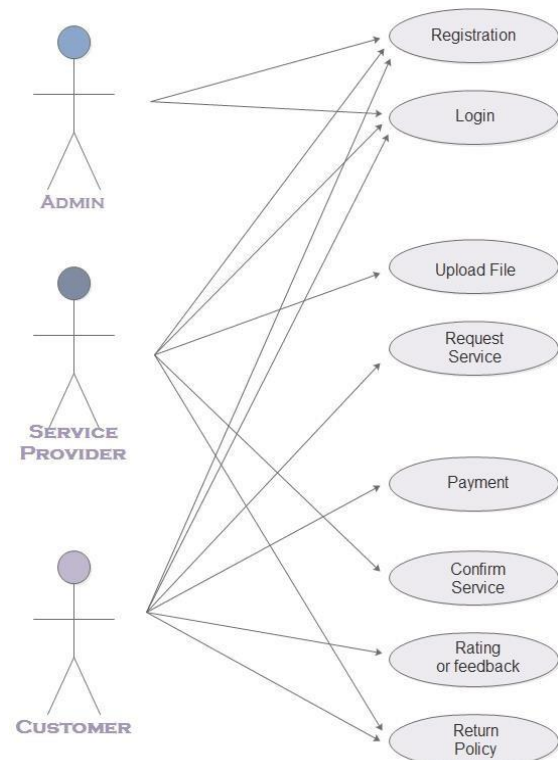 Registration
Login
ADMIN
Upload File
Request
Service
SERVICE
PROVIDER
Payment
Confirm
Service
Rating
or feedback
CUSTOMER
Return
Policy